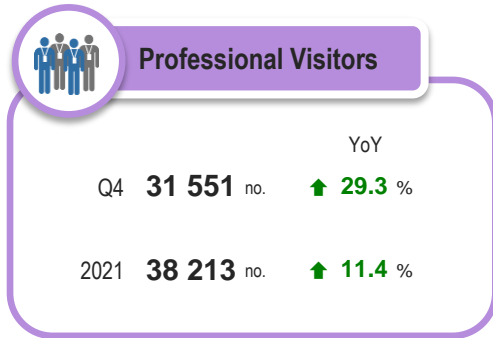 Professional Visitors
YoY
Q4 31 551 no. 29.3 %
2021 38 213 no. 11.4 %